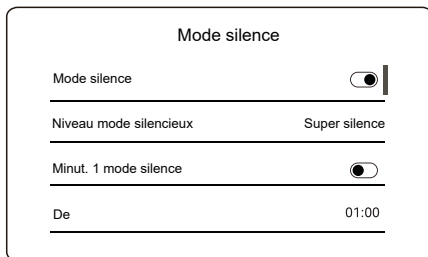 Mode silence
Mode silence
Niveau mode silencieux Super silence
Minut. 1 mode silence
De 01:00